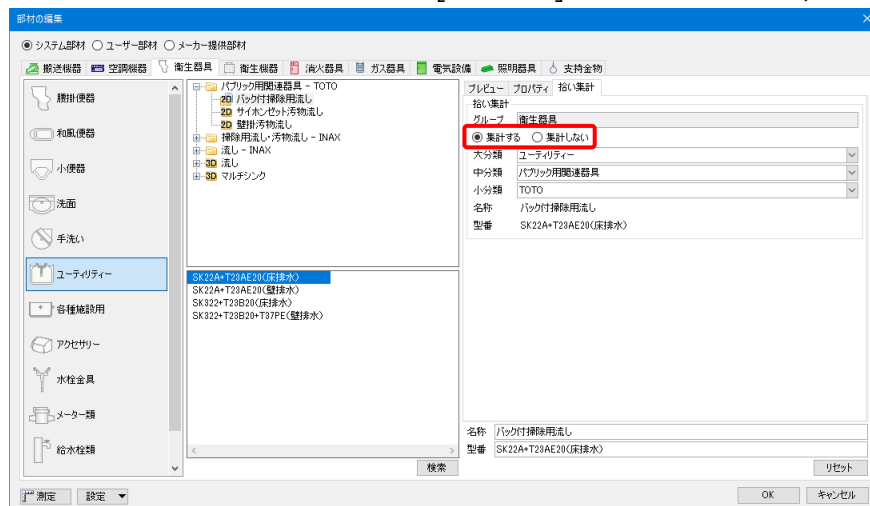 部材の編集
システム部材 ユーザー部材 メーカー提供部材
搬送機器 空調機器 衛生器具 衛生機器 消火器具 ガス器具 電気設備 照明器具 支持金物
腰掛便器
和風便器
小便器
洗面
手洗い
ユーティリティー
各種施設用
アクセサリー
水栓金具
メーター類
給水栓類
パブリック用関連器具 - TOTO
2D バック付掃除用流し
2D サイホンゼット汚物流し
2D 壁掛汚物流し
掃除用流し・汚物流し - INAX
流し - INAX
3D 流し
3D マルチシンク
SK22A+T23AE20(床排水)
SK22A+T23AE20(壁排水)
SK322+T23B20(床排水)
SK322+T23B20+T37PE(壁排水)
検索
プレビュー プロパティ 拾い集計
拾い集計
グループ 衛生器具
集計する 集計しない
大分類 ユーティリティー
中分類 パブリック用関連器具
小分類 TOTO
名称 バック付掃除用流し
型番 SK22A+T23AE20(床排水)
名称 バック付掃除用流し
型番 SK22A+T23AE20(床排水)
リセット
測定 設定
OK キャンセル